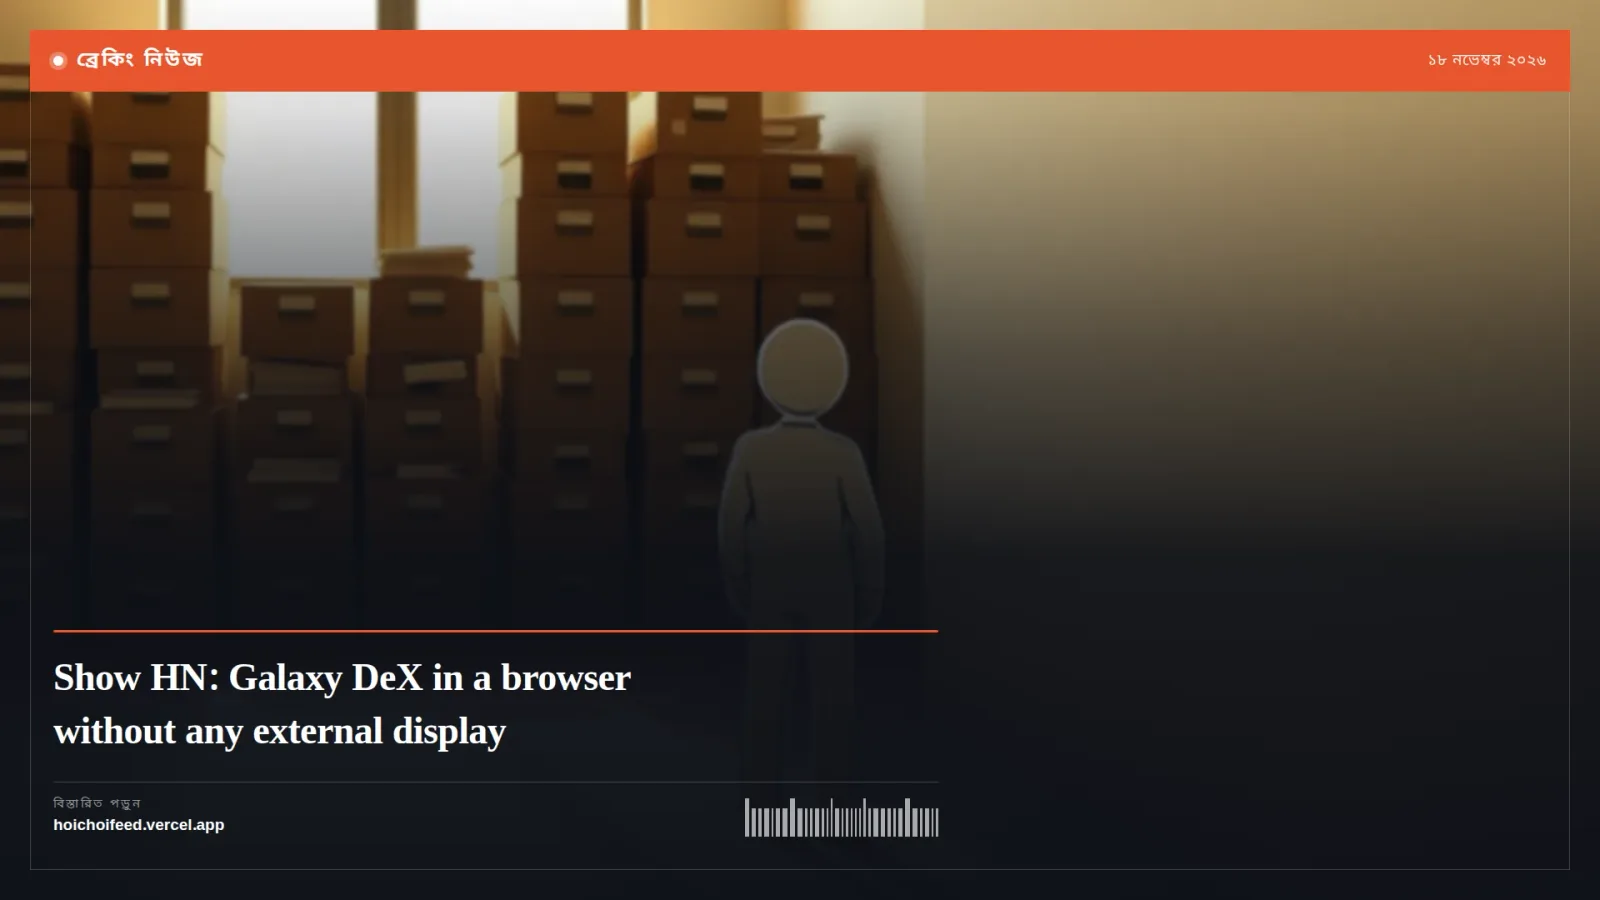 ব্রেকিং নিউজ
১৮ নভেম্বর ২০২৬
Show HN: Galaxy DeX in a browser
without any external display
বিস্তারিত পড়ুন
hoichoifeed.vercel.app